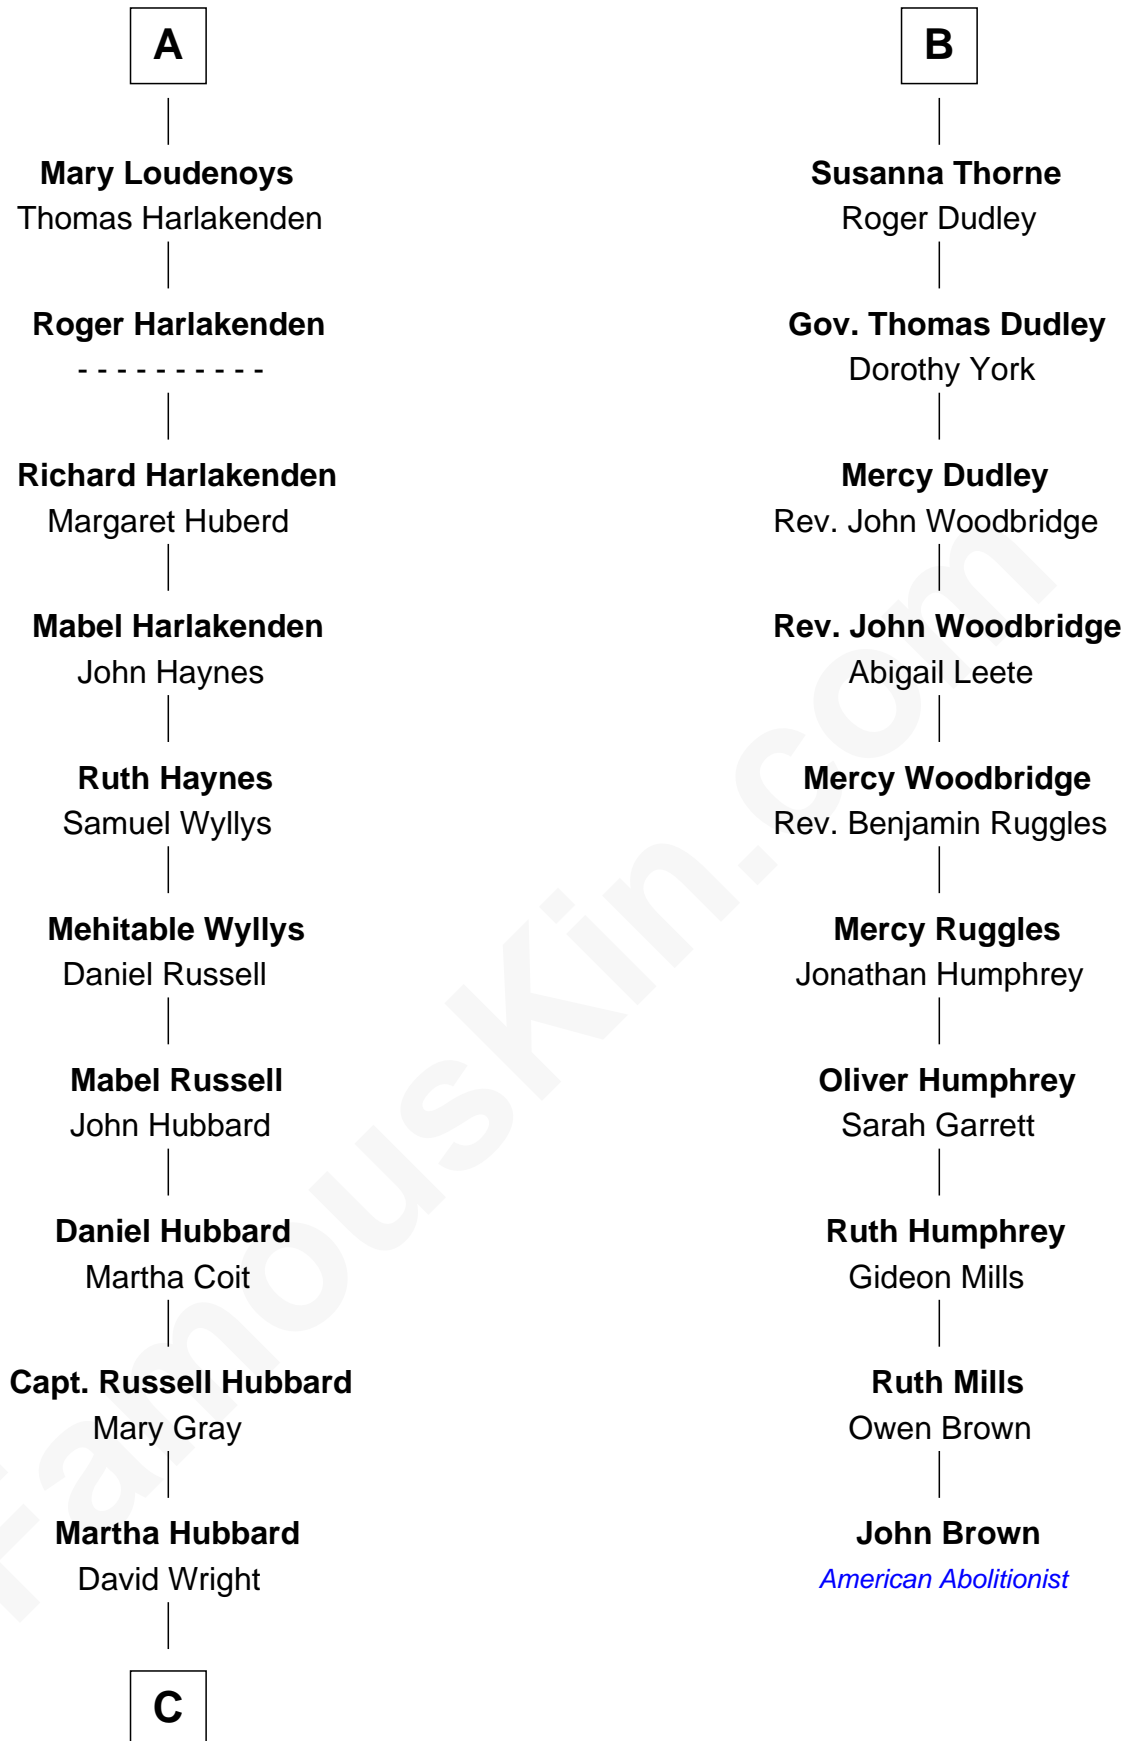 A
Mary Loudenoys
Thomas Harlakenden
Roger Harlakenden
- - - - - - - - - -
Richard Harlakenden
Margaret Huberd
Mabel Harlakenden
John Haynes
Ruth Haynes
Samuel Wyllys
Mehitable Wyllys
Daniel Russell
Mabel Russell
John Hubbard
Daniel Hubbard
Martha Coit
Capt. Russell Hubbard
Mary Gray
Martha Hubbard
David Wright
C
B
Susanna Thorne
Roger Dudley
Gov. Thomas Dudley
Dorothy York
Mercy Dudley
Rev. John Woodbridge
Rev. John Woodbridge
Abigail Leete
Mercy Woodbridge
Rev. Benjamin Ruggles
Mercy Ruggles
Jonathan Humphrey
Oliver Humphrey
Sarah Garrett
Ruth Humphrey
Gideon Mills
Ruth Mills
Owen Brown
John Brown
American Abolitionist
FamousKin.com